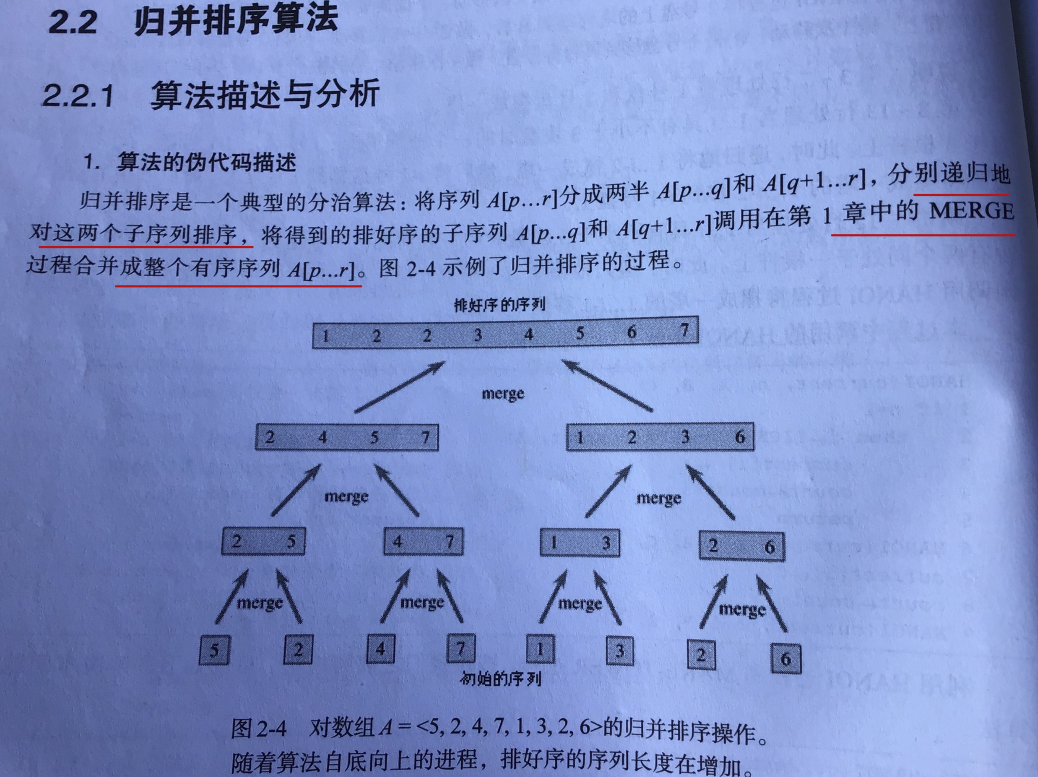 2.2 归并排序算法
2.2.1 算法描述与分析
1. 算法的伪代码描述
归并排序是一个典型的分治算法：将序列 A[p…r]分成两半 A[p…q]和 A[q+1…r]，分别递归地
对这两个子序列排序，将得到的排好序的子序列 A[p…q]和 A[q+1…r]调用在第 1 章中的 MERGE
过程合并成整个有序序列 A[p…r]。图 2-4 示例了归并排序的过程。
排好序的序列
1 2 2 3 4 5 6 7
merge
2 4 5 7 1 2 3 6
merge merge
2 5 4 7 1 3 2 6
merge merge merge merge
5 2 4 7 1 3 2 6
初始的序列
图 2-4 对数组 A = <5, 2, 4, 7, 1, 3, 2, 6>的归并排序操作。
随着算法自底向上的进程，排好序的序列长度在增加。